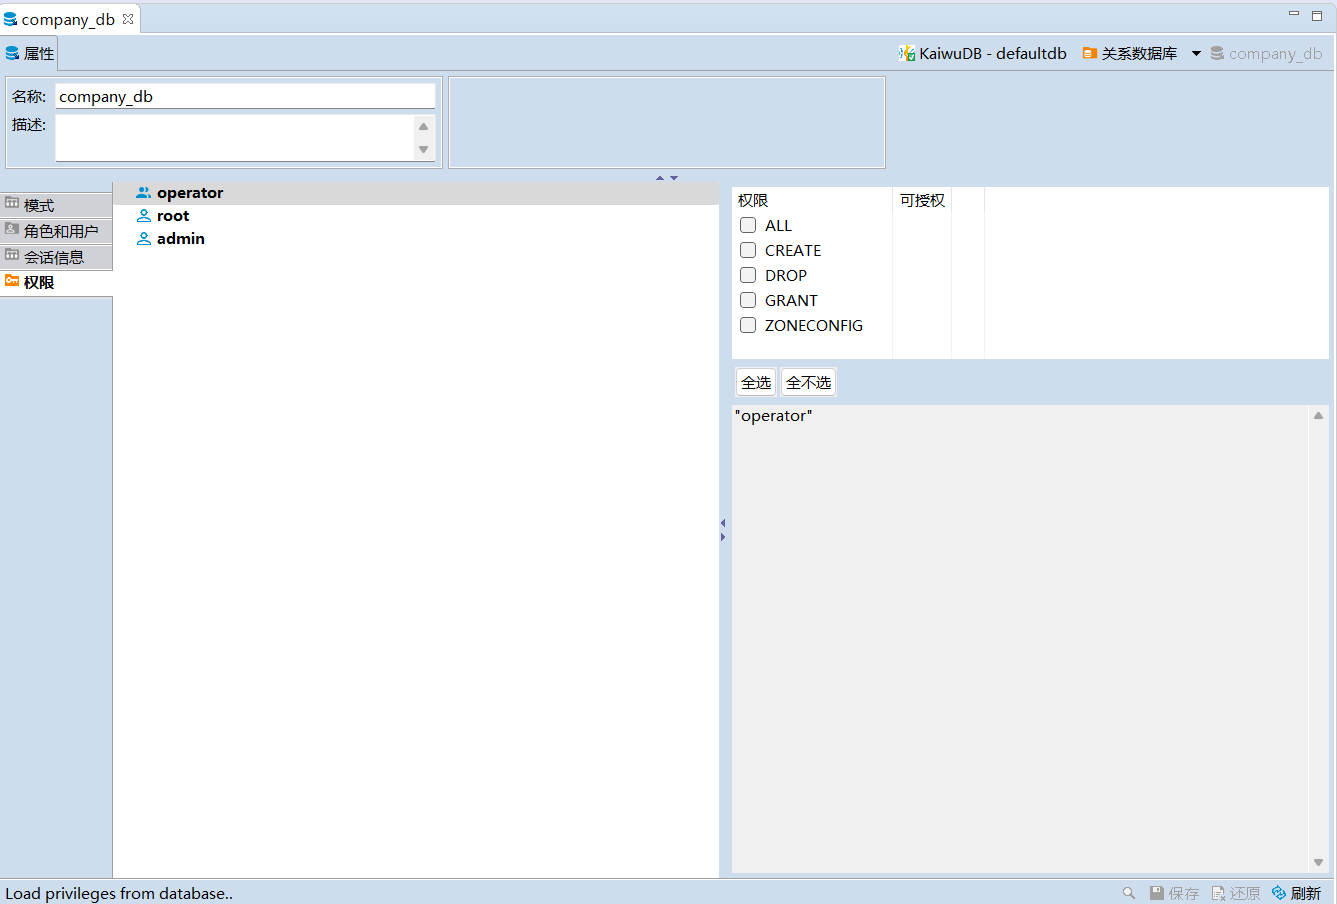 company_db
属性
KaiwuDB - defaultdb 关系数据库 company_db
名称: company_db
描述:
模式
角色和用户
会话信息
权限
operator
root
admin
权限 可授权
ALL
CREATE
DROP
GRANT
ZONECONFIG
全选 全不选
"operator"
Load privileges from database..
保存 还原 刷新